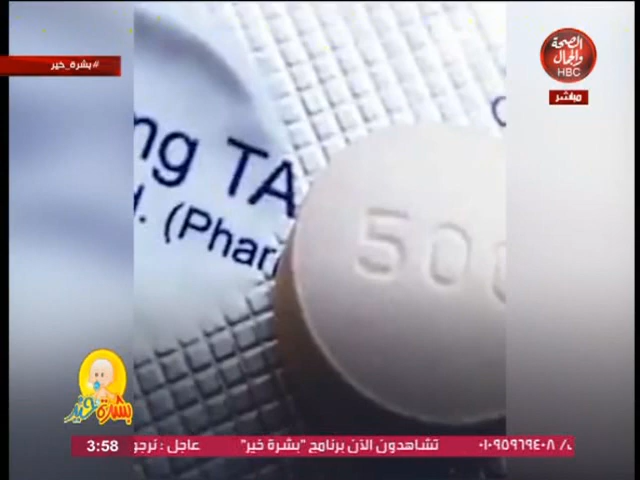 الصحة
والجمال
HBC
مباشر
#بشرة_خير
ng TA
. (Phar
500
بشرة خير
3:58
عاجل : نرجو
تشاهدون الآن برنامج "بشرة خير"
٠١٠٩٥٩٦٩٤٠٨ /